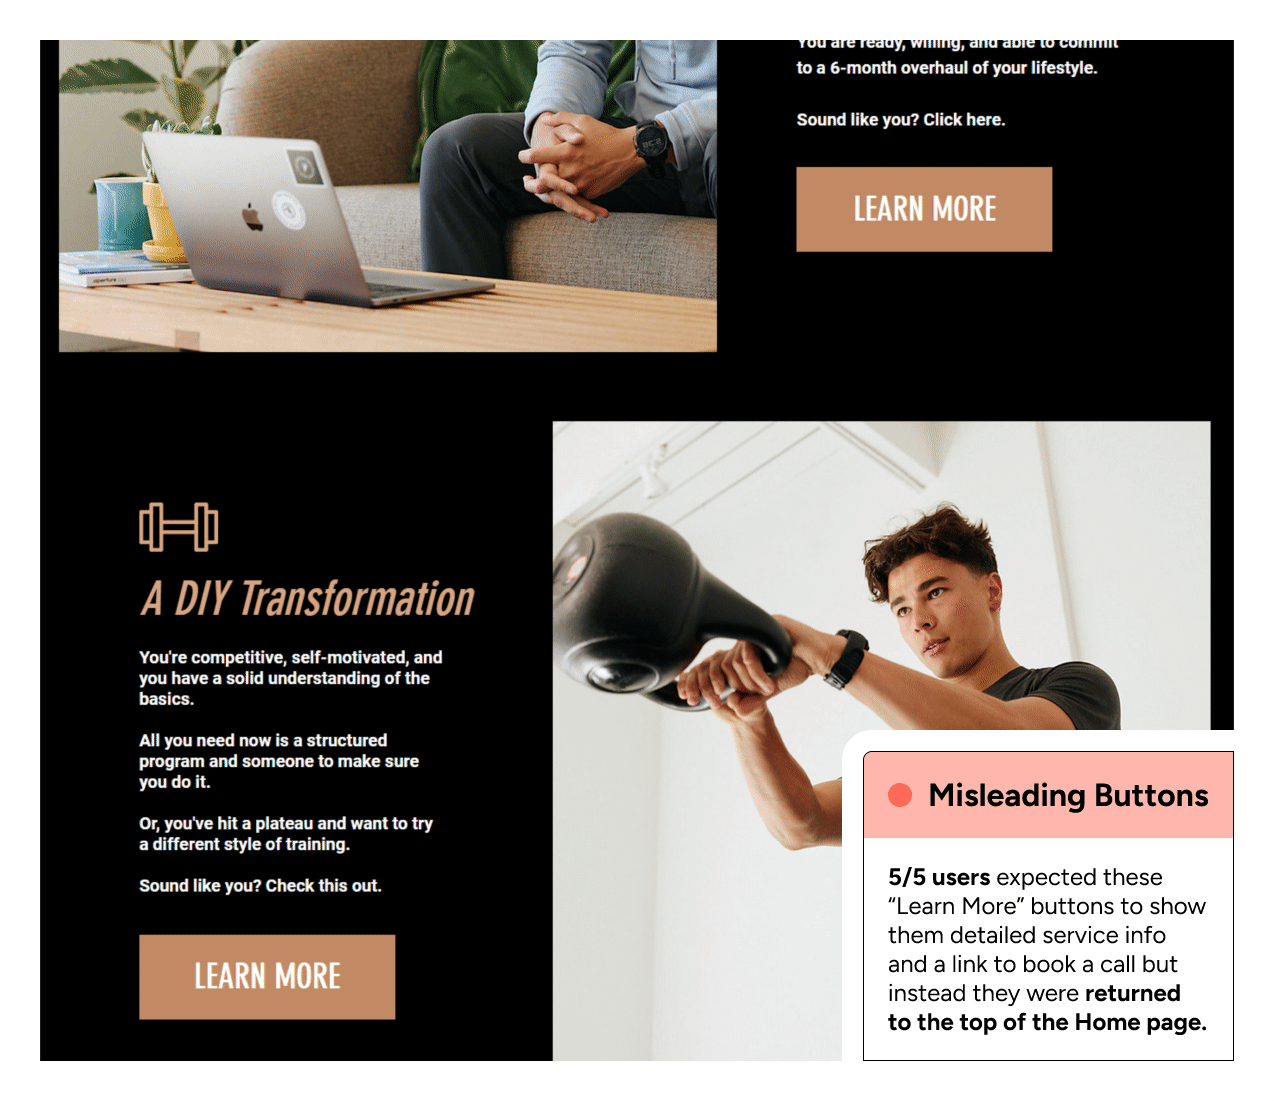 You are ready, willing, and able to commit
to a 6-month overhaul of your lifestyle.
Sound like you? Click here.
LEARN MORE
aperture
A DIY Transformation
You're competitive, self-motivated, and
you have a solid understanding of the
basics.
All you need now is a structured
program and someone to make sure
you do it.
Or, you've hit a plateau and want to try
a different style of training.
Sound like you? Check this out.
LEARN MORE
Misleading Buttons
5/5 users expected these
“Learn More” buttons to show
them detailed service info
and a link to book a call but
instead they were returned
to the top of the Home page.